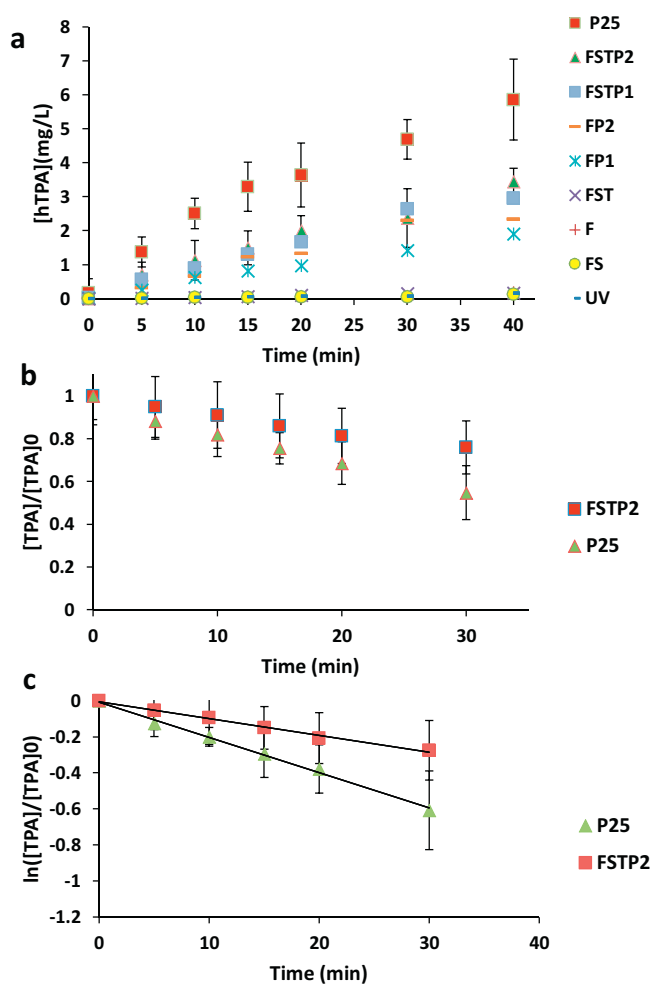 a
[hTPA](mg/L)
8
7
6
5
4
3
2
1
0
0 5 10 15 20 25 30 35 40
Time (min)
P25
FSTP2
FSTP1
FP2
FP1
FST
F
FS
UV
b
[TPA]/[TPA]0
1
0.8
0.6
0.4
0.2
0
0 10 20 30
Time (min)
FSTP2
P25
c
ln([TPA]/[TPA]0)
0
-0.2
-0.4
-0.6
-0.8
-1
-1.2
0 10 20 30 40
Time (min)
P25
FSTP2